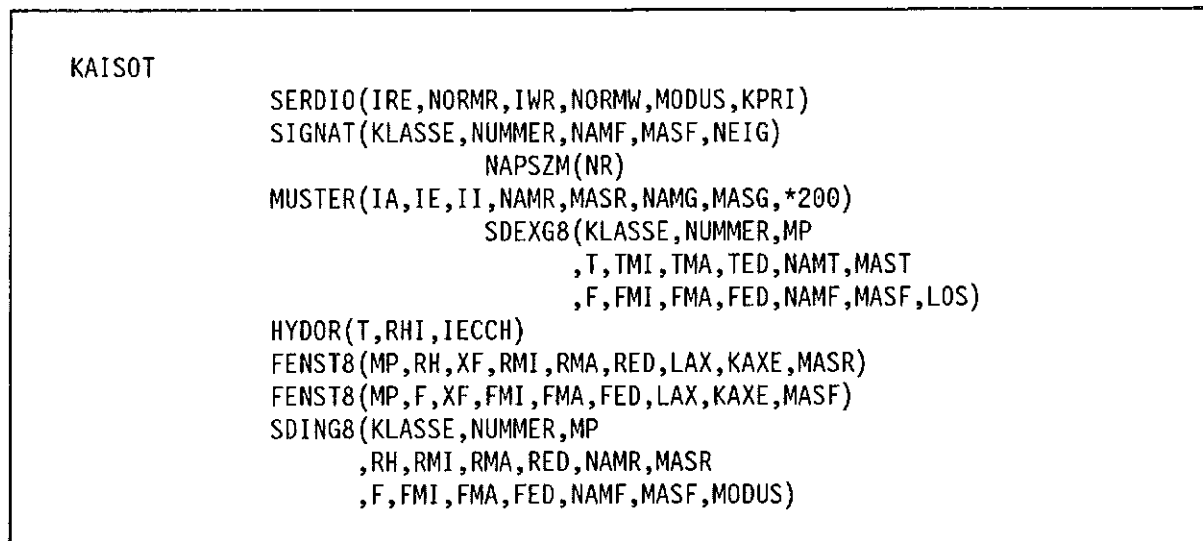 KAISOT
SERDIO(IRE,NORMR,IWR,NORMW,MODUS,KPRI)
SIGNAT(KLASSE,NUMMER,NAMF,MASF,NEIG)
NAPSZM(NR)
MUSTER(IA,IE,II,NAMR,MASR,NAMG,MASG,*200)
SDEXG8(KLASSE,NUMMER,MP
,T,TMI,TMA,TED,NAMT,MAST
,F,FMI,FMA,FED,NAMF,MASF,LOS)
HYDOR(T,RHI,IECCH)
FENST8(MP,RH,XF,RMI,RMA,RED,LAX,KAXE,MASR)
FENST8(MP,F,XF,FMI,FMA,FED,LAX,KAXE,MASF)
SDING8(KLASSE,NUMMER,MP
,RH,RMI,RMA,RED,NAMR,MASR
,F,FMI,FMA,FED,NAMF,MASF,MODUS)